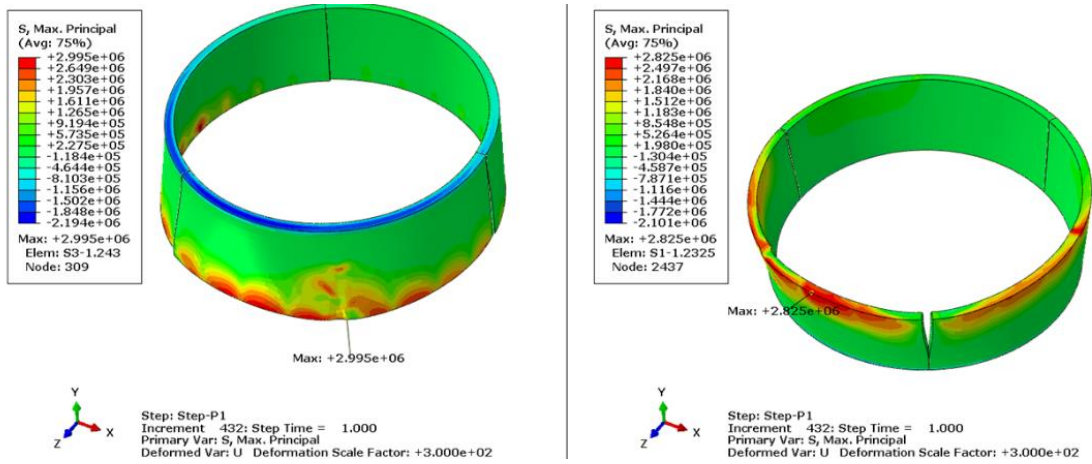 S, Max. Principal
(Avg: 75%)
+2.995e+06
+2.649e+06
+2.303e+06
+1.957e+06
+1.611e+06
+1.265e+06
+9.194e+05
+5.735e+05
+2.275e+05
-1.184e+05
-4.644e+05
-8.103e+05
-1.156e+06
-1.502e+06
-1.848e+06
-2.194e+06
Max: +2.995e+06
Elem: S3-1.243
Node: 309
Max: +2.995e+06
Y
Z
X
Step: Step-P1
Increment 432: Step Time = 1.000
Primary Var: S, Max. Principal
Deformed Var: U Deformation Scale Factor: +3.000e+02
S, Max. Principal
(Avg: 75%)
+2.825e+06
+2.497e+06
+2.168e+06
+1.840e+06
+1.512e+06
+1.183e+06
+8.548e+05
+5.264e+05
+1.980e+05
-1.304e+05
-4.587e+05
-7.871e+05
-1.116e+06
-1.444e+06
-1.772e+06
-2.101e+06
Max: +2.825e+06
Elem: S1-1.2325
Node: 2437
Max: +2.825e+06
Y
Z
X
Step: Step-P1
Increment 432: Step Time = 1.000
Primary Var: S, Max. Principal
Deformed Var: U Deformation Scale Factor: +3.000e+02